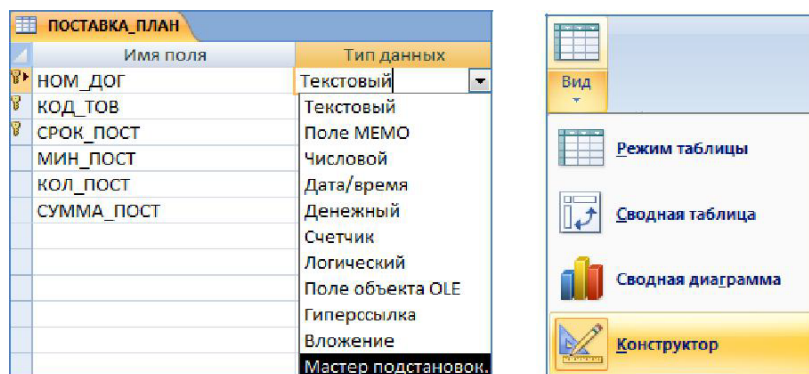 ПОСТАВКА_ПЛАН
Имя поля Тип данных
НОМ_ДОГ Текстовый
КОД_ТОВ Текстовый
СРОК_ПОСТ Поле МЕМО
МИН_ПОСТ Числовой
КОЛ_ПОСТ Дата/время
СУММА_ПОСТ Денежный
Счетчик
Логический
Поле объекта OLE
Гиперссылка
Вложение
Мастер подстановок.
Вид
Режим таблицы
Сводная таблица
Сводная диаграмма
Конструктор